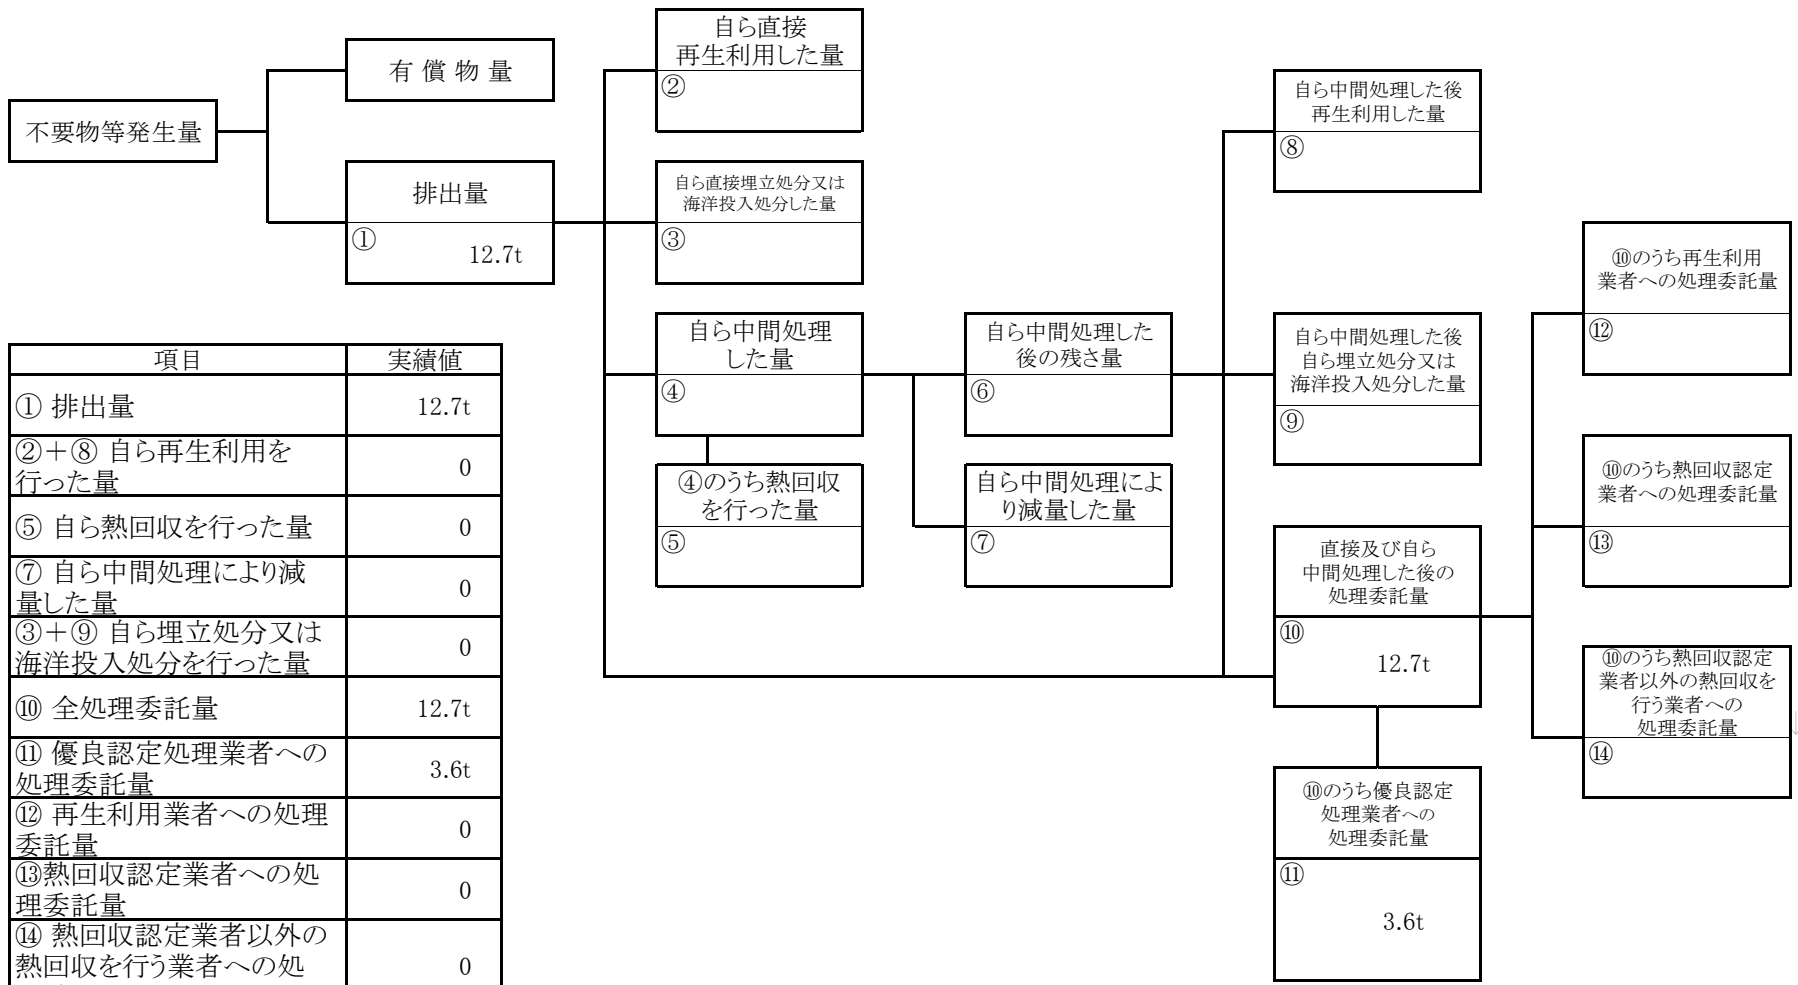 自ら直接
再生利用した量
②
有 償 物 量
不要物等発生量
排出量
①
12.7t
自ら直接埋立処分又は
海洋投入処分した量
③
自ら中間処理した後
再生利用した量
⑧
⑩のうち再生利用
業者への処理委託量
⑫
自ら中間処理
した量
④
自ら中間処理した
後の残さ量
⑥
自ら中間処理した後
自ら埋立処分又は
海洋投入処分した量
⑨
④のうち熱回収
を行った量
⑤
自ら中間処理によ
り減量した量
⑦
⑩のうち熱回収認定
業者への処理委託量
⑬
直接及び自ら
中間処理した後の
処理委託量
⑩
12.7t
⑩のうち熱回収認定
業者以外の熱回収を
行う業者への
処理委託量
⑭
⑩のうち優良認定
処理業者への
処理委託量
⑪
3.6t
項目 実績値
① 排出量 12.7t
②+⑧ 自ら再生利用を
行った量 0
⑤ 自ら熱回収を行った量 0
⑦ 自ら中間処理により減
量した量 0
③+⑨ 自ら埋立処分又は
海洋投入処分を行った量 0
⑩ 全処理委託量 12.7t
⑪ 優良認定処理業者への
処理委託量 3.6t
⑫ 再生利用業者への処理
委託量 0
⑬熱回収認定業者への処
理委託量 0
⑭ 熱回収認定業者以外の
熱回収を行う業者への処 0